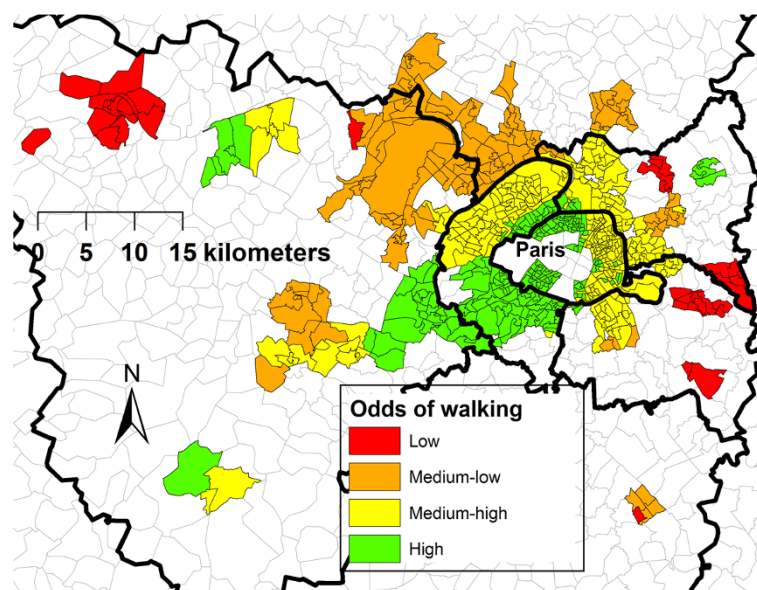 0 5 10 15 kilometers
Paris
N
Odds of walking
Low
Medium-low
Medium-high
High